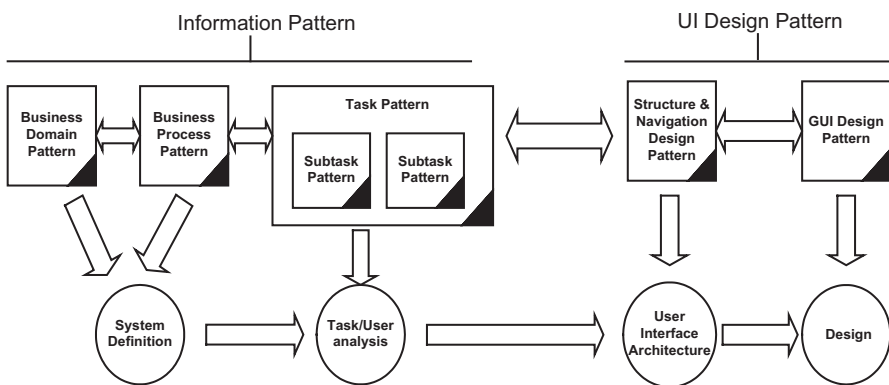 Information Pattern
UI Design Pattern
Business
Domain
Pattern
Business
Process
Pattern
Task Pattern
Subtask
Pattern
Subtask
Pattern
Structure &
Navigation
Design
Pattern
GUI Design
Pattern
System
Definition
Task/User
analysis
User
Interface
Architecture
Design